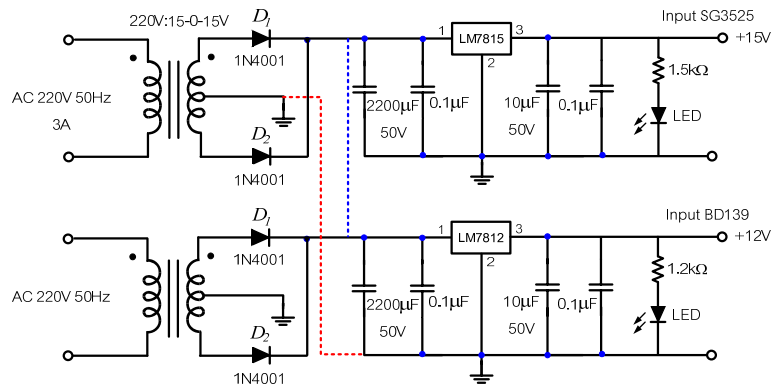 220V:15-0-15V
D1
1N4001
AC 220V 50Hz
3A
D2
1N4001
1
LM7815
3
2
2200µF
50V
0.1µF
10µF
50V
0.1µF
Input SG3525
+15V
1.5kΩ
LED
D1
1N4001
AC 220V 50Hz
D2
1N4001
1
LM7812
3
2
2200µF
50V
0.1µF
10µF
50V
0.1µF
Input BD139
+12V
1.2kΩ
LED